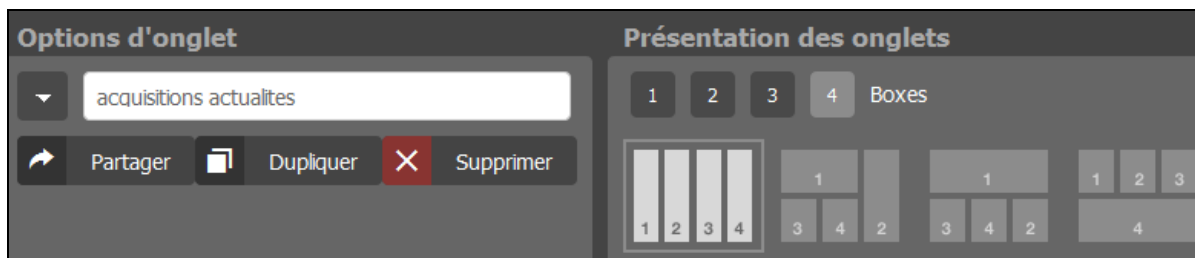 Options d'onglet
acquisitions actualites
Partager Dupliquer Supprimer
Présentation des onglets
1 2 3 4 Boxes
1 2 3 4
1
3 4 2
1
3 4 2
1 2 3
4